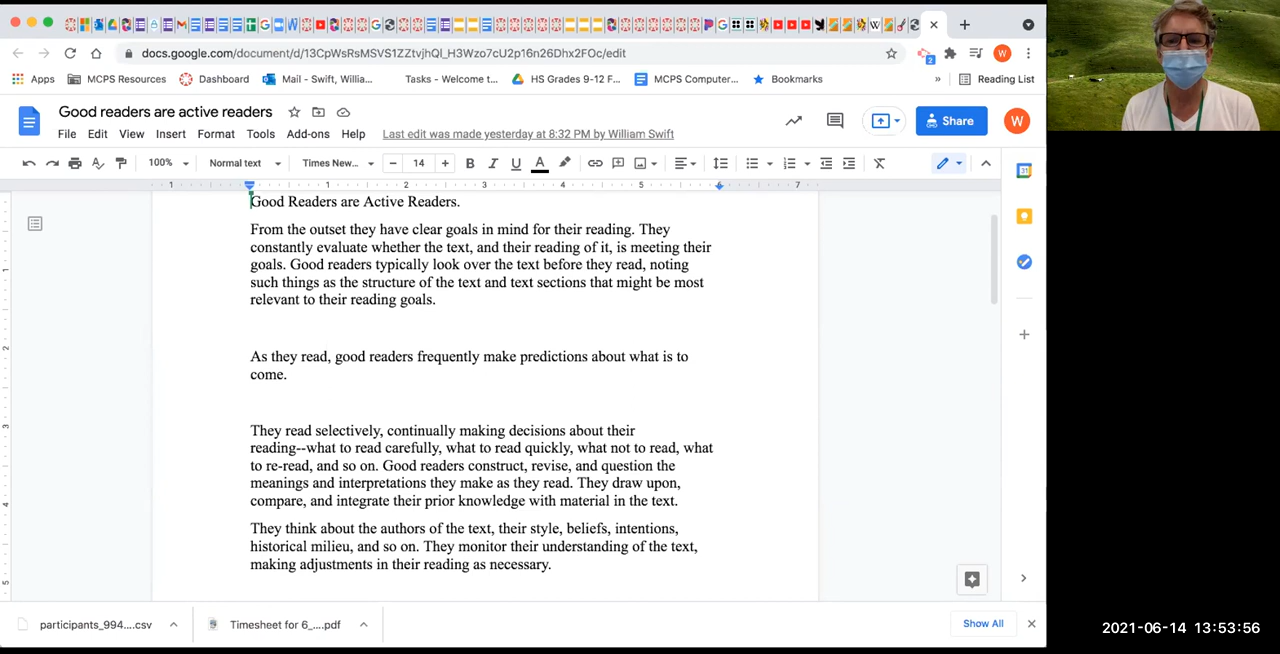 docs.google.com/document/d/13CpWsRsMSVS1ZZtvjhQl_H3Wzo7cU2p16n26Dhx2FOc/edit
2
W
Apps
MCPS Resources
Dashboard
Mail - Swift, Willia...
Tasks - Welcome t...
HS Grades 9-12 F...
MCPS Computer...
Bookmarks
»
Reading List
Good readers are active readers
File Edit View Insert Format Tools Add-ons Help Last edit was made yesterday at 8:32 PM by William Swift
Share
W
100% Normal text Times New... 14 B I U A
1 1 2 3 4 5 6 7
Good Readers are Active Readers.
From the outset they have clear goals in mind for their reading. They
constantly evaluate whether the text, and their reading of it, is meeting their
goals. Good readers typically look over the text before they read, noting
such things as the structure of the text and text sections that might be most
relevant to their reading goals.
As they read, good readers frequently make predictions about what is to
come.
They read selectively, continually making decisions about their
reading--what to read carefully, what to read quickly, what not to read, what
to re-read, and so on. Good readers construct, revise, and question the
meanings and interpretations they make as they read. They draw upon,
compare, and integrate their prior knowledge with material in the text.
They think about the authors of the text, their style, beliefs, intentions,
historical milieu, and so on. They monitor their understanding of the text,
making adjustments in their reading as necessary.
participants_994....csv
Timesheet for 6_....pdf
Show All
2021-06-14 13:53:56